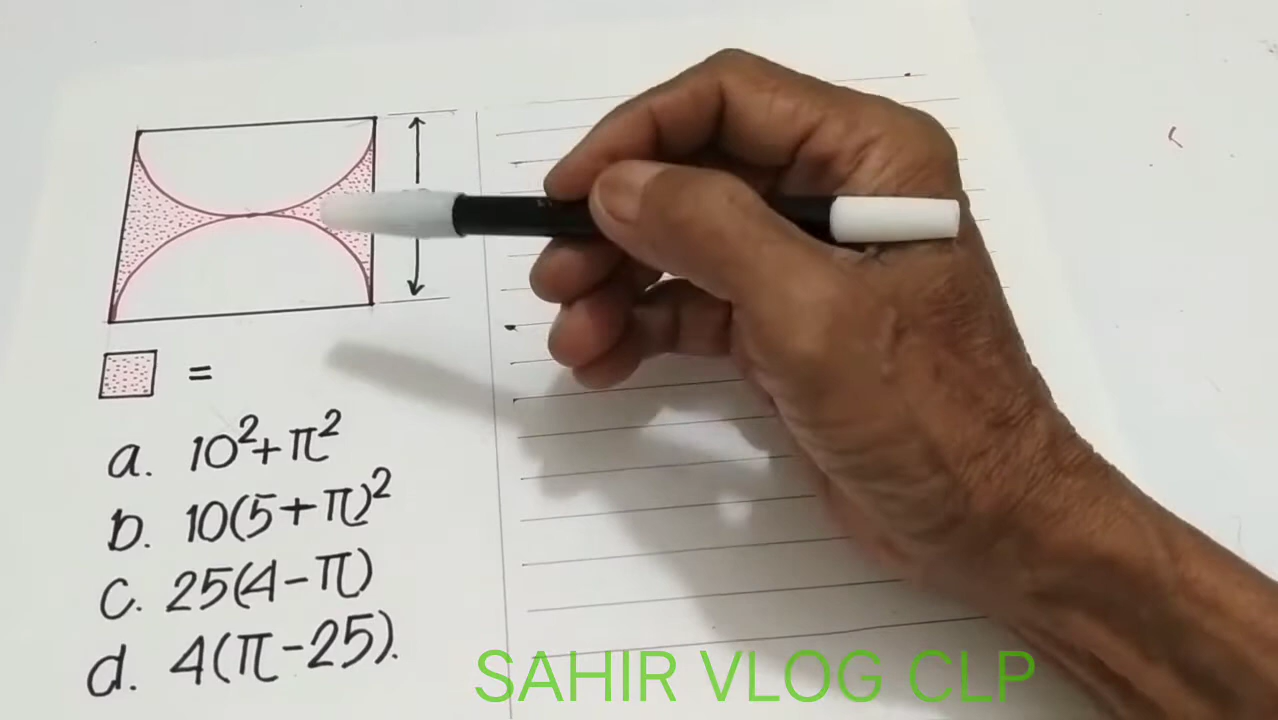 =
a. 10²+π²
b. 10(5+π)²
c. 25(4-π)
d. 4(π-25).
SAHIR VLOG CLP